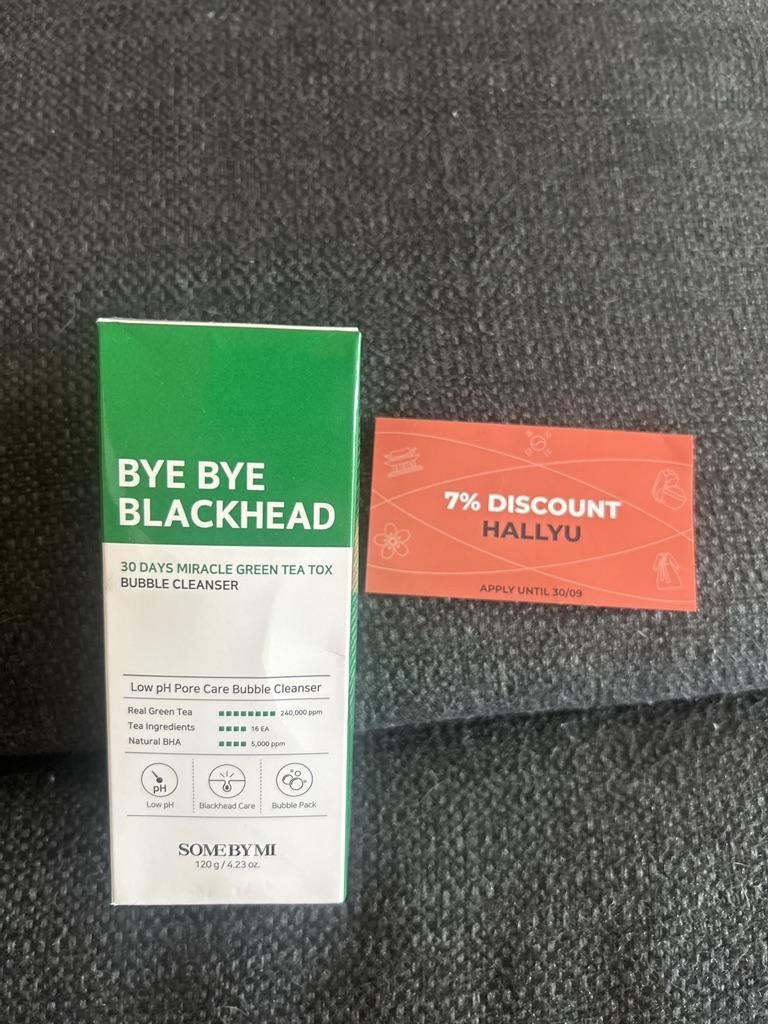 BYE BYE
BLACKHEAD
30 DAYS MIRACLE GREEN TEA TOX
BUBBLE CLEANSER
Low pH Pore Care Bubble Cleanser
Real Green Tea 240,000 ppm
Tea Ingredients 16 EA
Natural BHA 5,000 ppm
pH
Low pH Blackhead Care Bubble Pack
SOME BY MI
120 g / 4.23 oz.
7% DISCOUNT
HALLYU
APPLY UNTIL 30/09